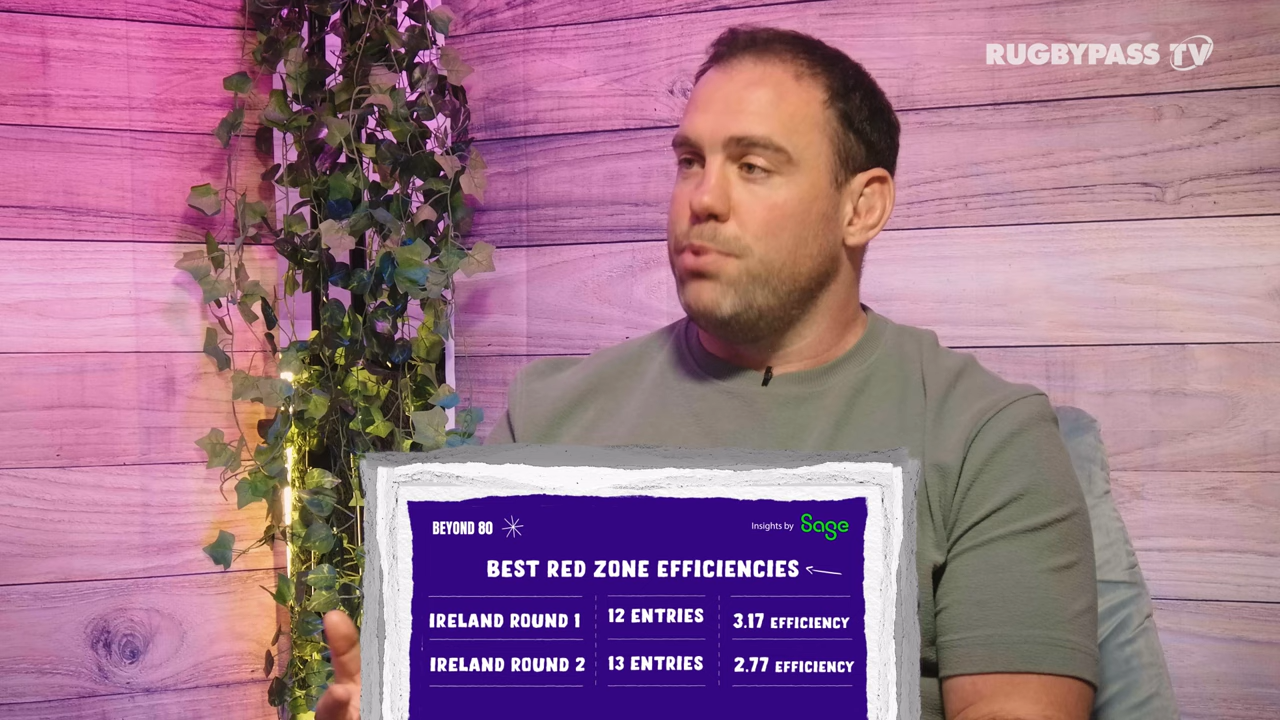 RUGBYPASS TV
BEYOND 80
Insights by Sage
BEST RED ZONE EFFICIENCIES
IRELAND ROUND 1 12 ENTRIES 3.17 EFFICIENCY
IRELAND ROUND 2 13 ENTRIES 2.77 EFFICIENCY